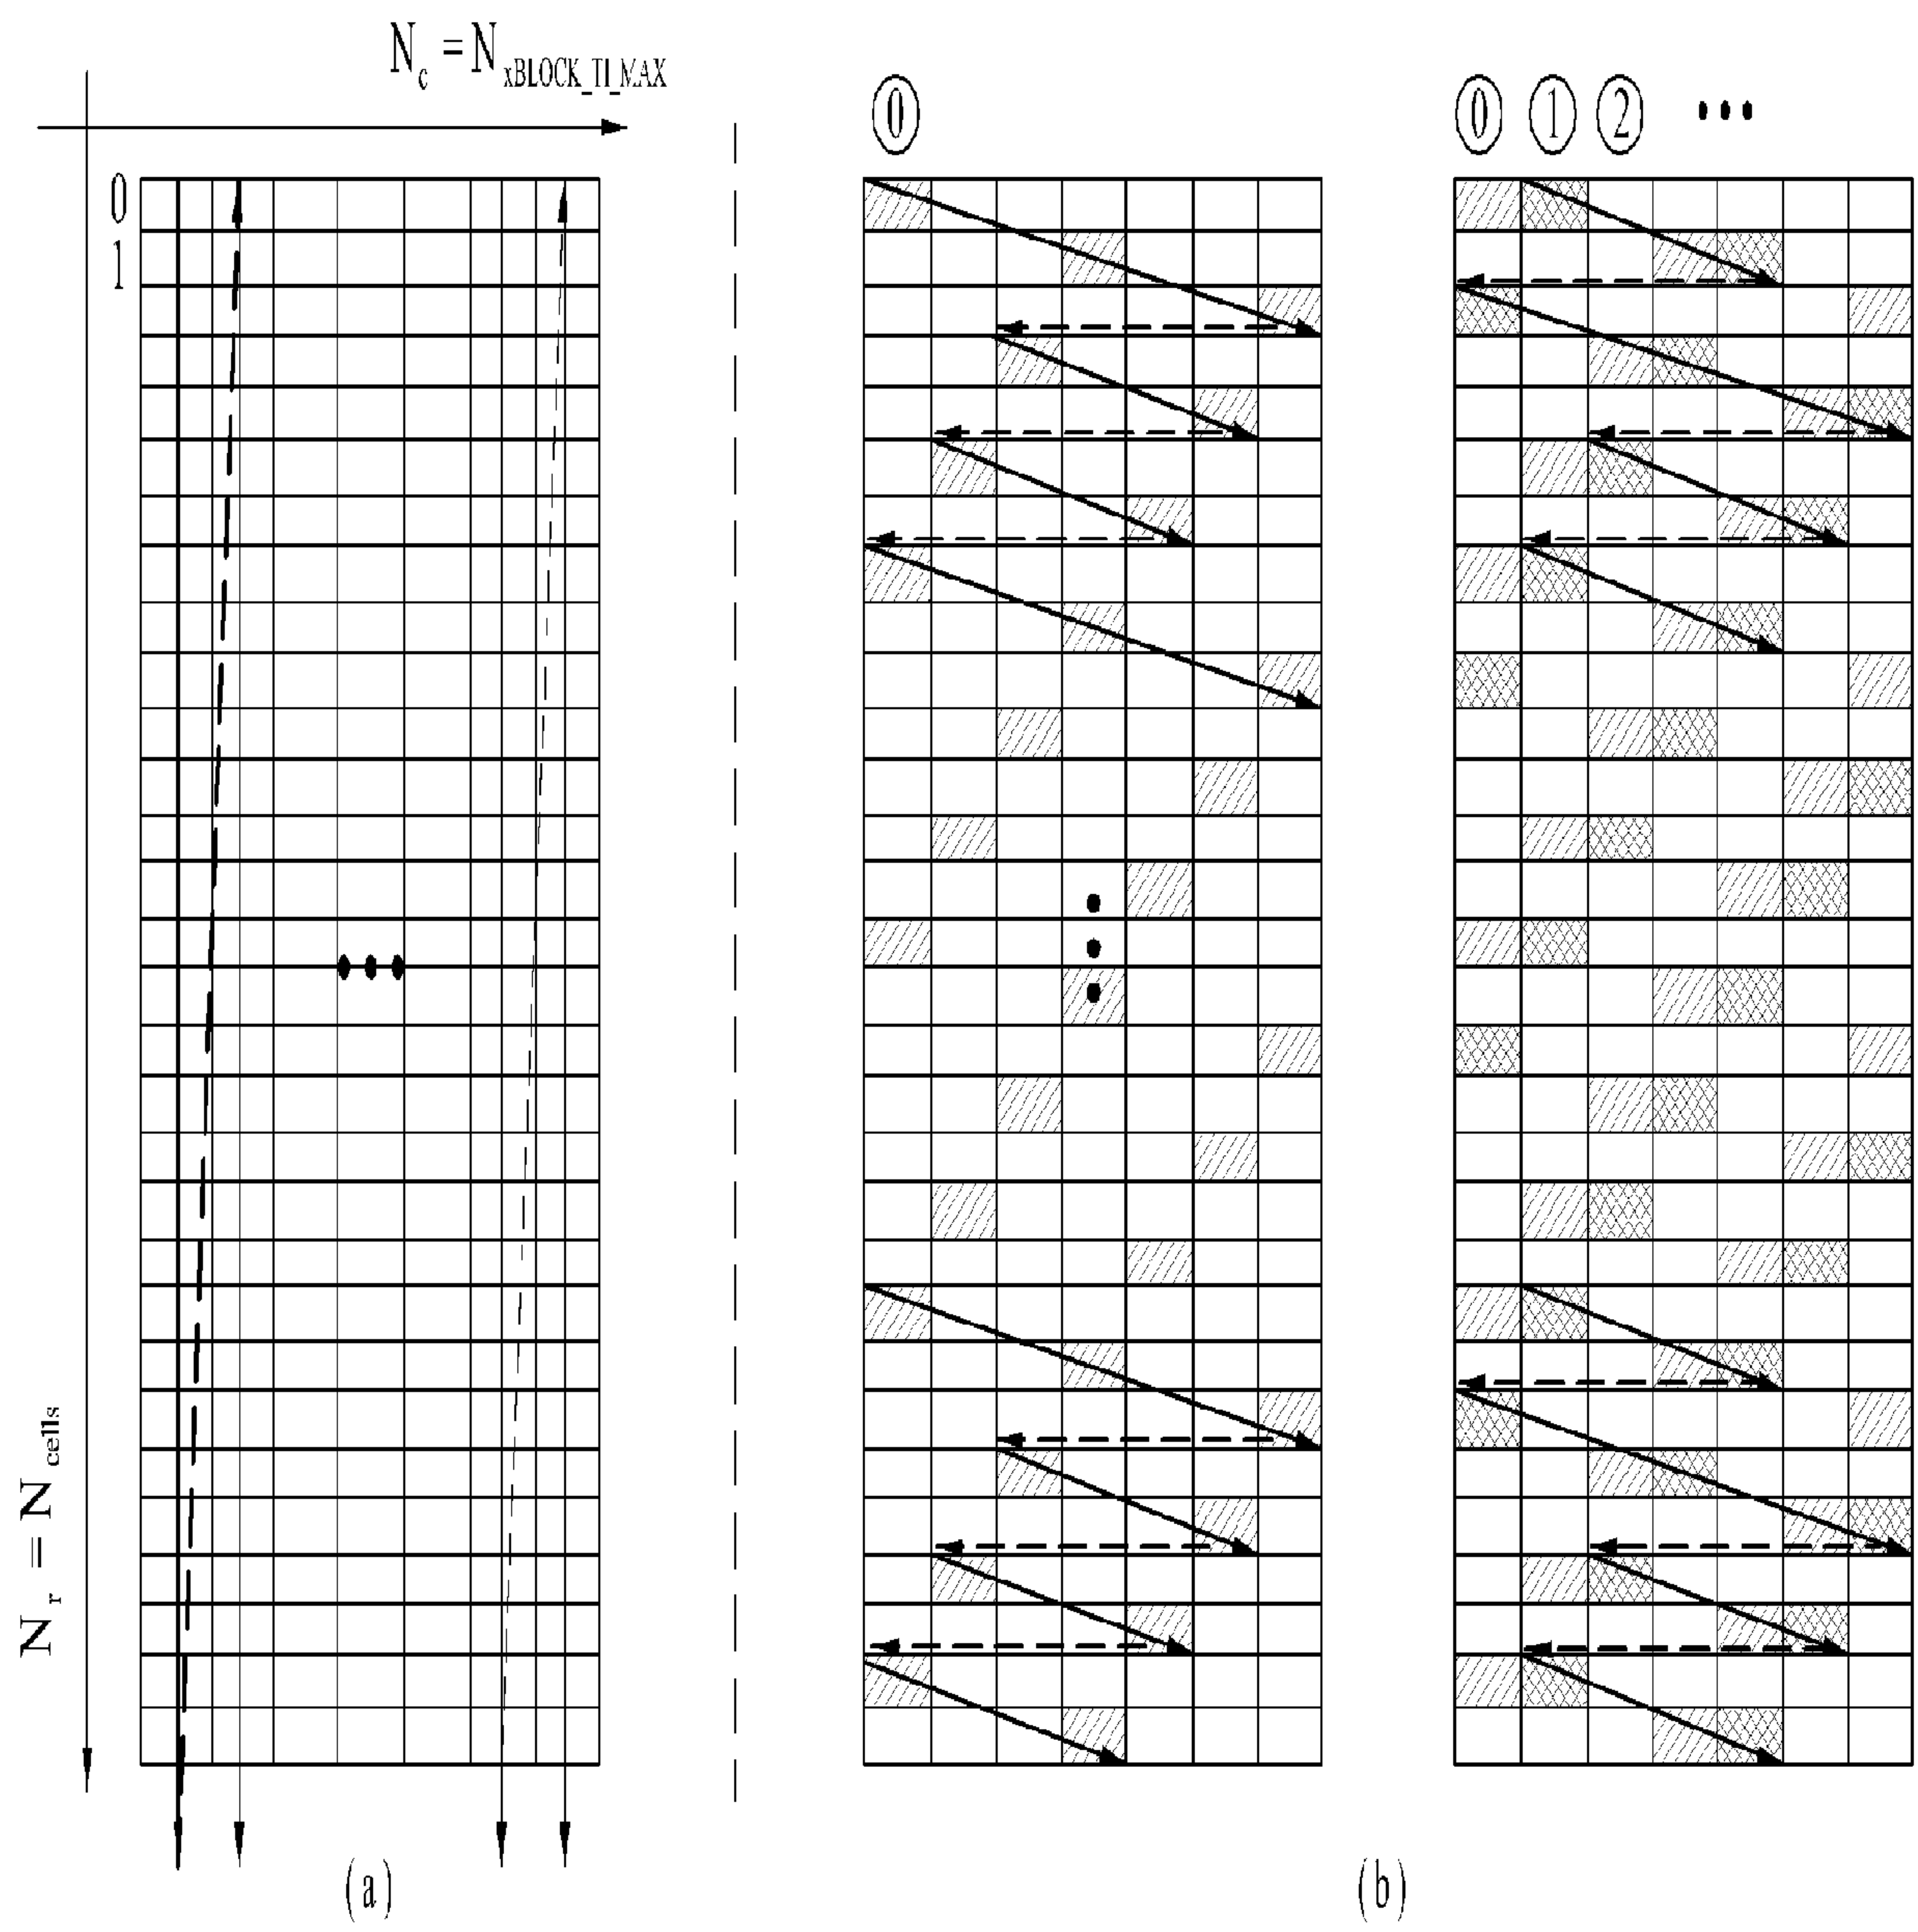 N_c = N_xBLOCK_TI_MAX
0
1
N_r = N_cells
(a)
0
0 1 2 •••
(b)